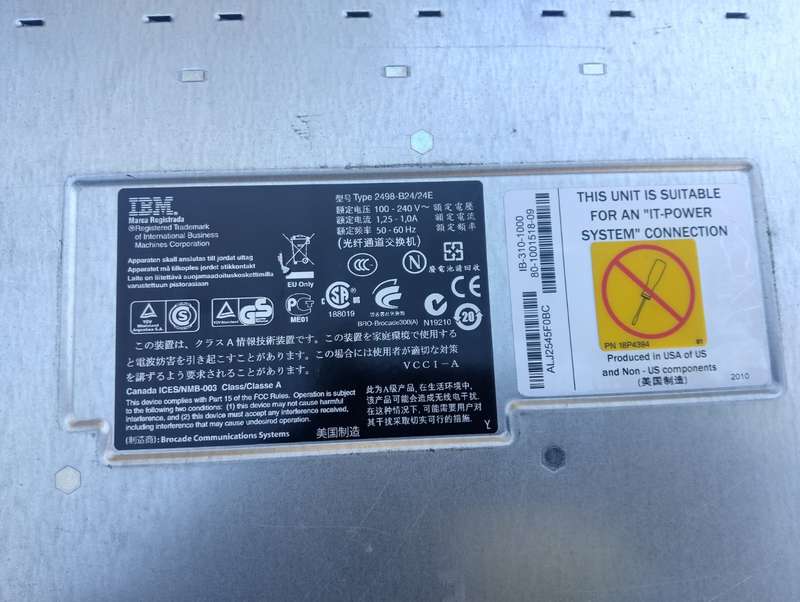 IBM®
Marca Registrada
®Registered Trademark
of International Business
Machines Corporation
型号 Type 2498-B24/24E
额定电压 100 - 240 V～ 額定電壓
额定电流 1,25 - 1,0A 額定電流
额定频率 50 - 60 Hz 額定頻率
(光纤通道交换机)
Apparaten skall anslutas till jordat uttag
Apparatet må tilkoples jordet stikkontakt
Laite on liitettävä suojamaadoituskoskettimilla
varustettuun pistorasiaan
EU Only
CCC
N
廢電池請回收
TÜV
Rheinland
Argentina S.A.
S
TÜV
GS
PG
ME01
188019
BRO-Brocade300(A)
N19210
CE
20
この装置は、クラスA情報技術装置です。この装置を家庭環境で使用する
と電波妨害を引き起こすことがあります。この場合には使用者が適切な対策
を講ずるよう要求されることがあります。 VCCI-A
Canada ICES/NMB-003 Class/Classe A
This device complies with Part 15 of the FCC Rules. Operation is subject
to the following two conditions: (1) this device may not cause harmful
interference, and (2) this device must accept any interference received,
including interference that may cause undesired operation.
此为A级产品, 在生活环境中,
该产品可能会造成无线电干扰.
在这种情况下, 可能需要用户对
其干扰采取切实可行的措施.
(制造商): Brocade Communications Systems
美国制造
Y
IB-310-1000
80-1001518-09
ALJ2545F0BC
THIS UNIT IS SUITABLE
FOR AN "IT-POWER
SYSTEM" CONNECTION
PN 18P4394
Produced in USA of US
and Non - US components
(美国制造)
2010